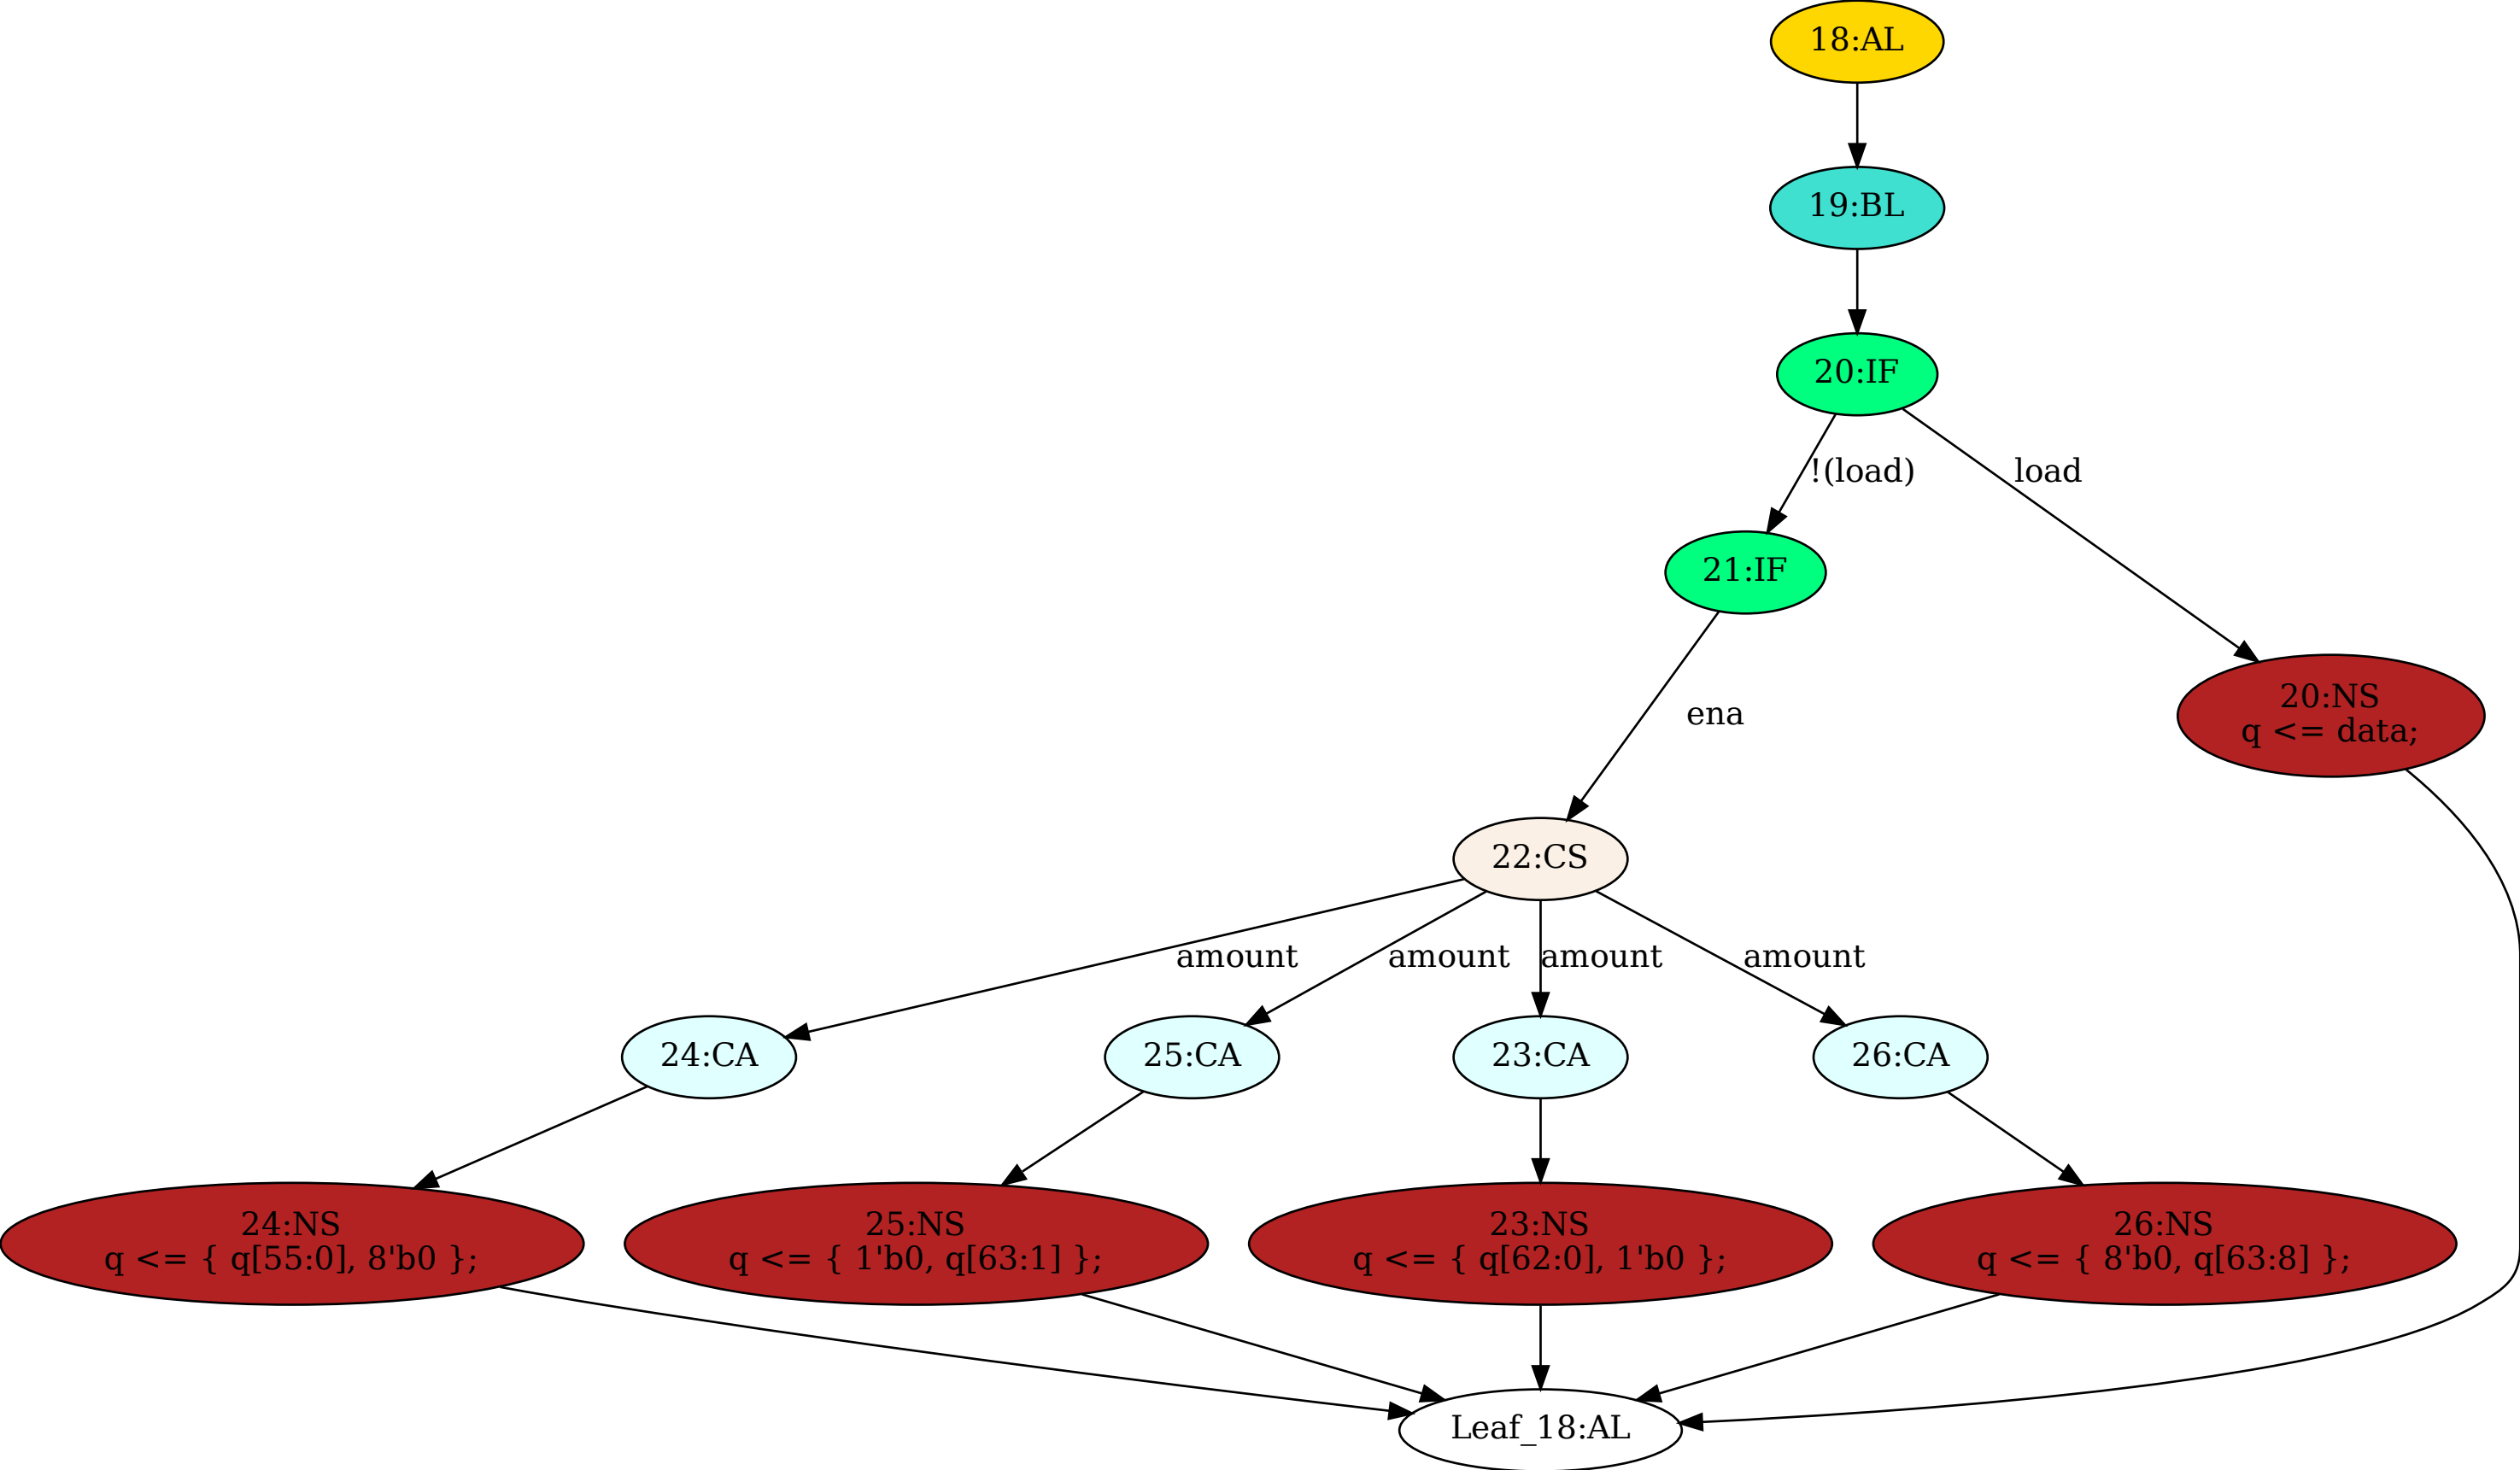 18:AL
19:BL
20:IF
!(load)
load
21:IF
20:NS
q <= data;
ena
22:CS
amount
amount
amount
amount
24:CA
25:CA
23:CA
26:CA
24:NS
q <= { q[55:0], 8'b0 };
25:NS
q <= { 1'b0, q[63:1] };
23:NS
q <= { q[62:0], 1'b0 };
26:NS
q <= { 8'b0, q[63:8] };
Leaf_18:AL